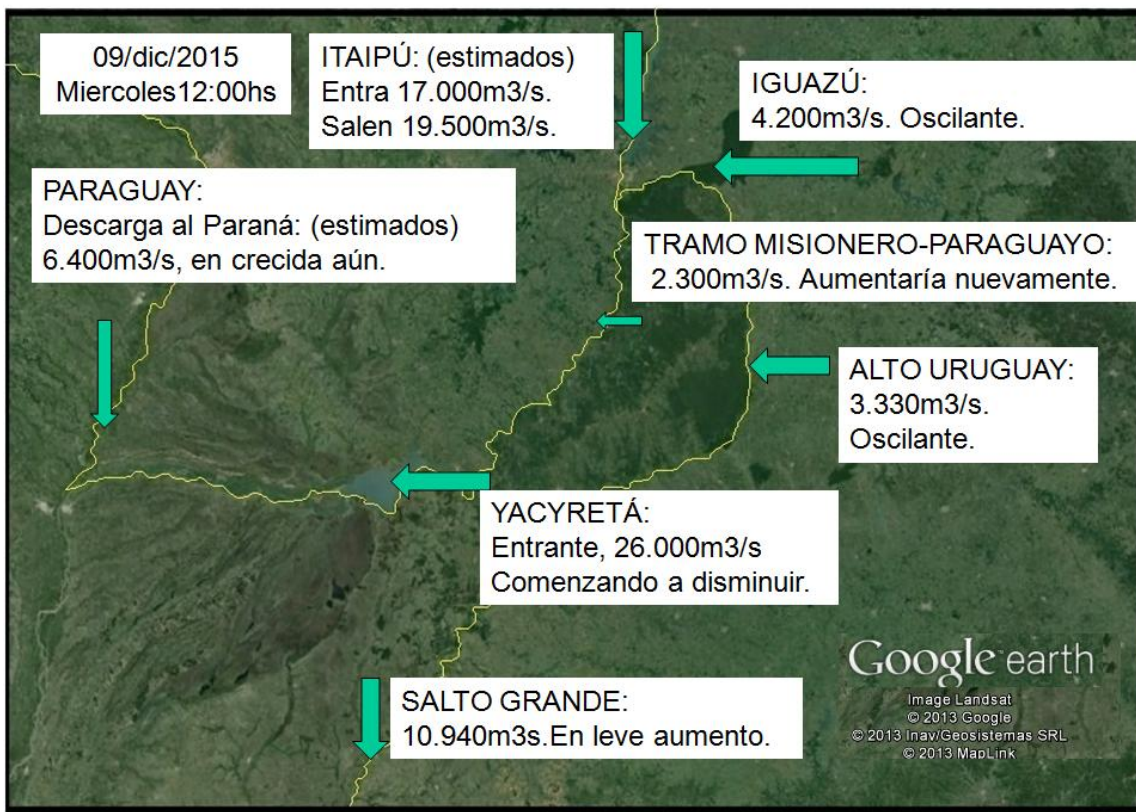 09/dic/2015
Miercoles12:00hs
ITAIPÚ: (estimados)
Entra 17.000m3/s.
Salen 19.500m3/s.
IGUAZÚ:
4.200m3/s. Oscilante.
PARAGUAY:
Descarga al Paraná: (estimados)
6.400m3/s, en crecida aún.
TRAMO MISIONERO-PARAGUAYO:
2.300m3/s. Aumentaría nuevamente.
ALTO URUGUAY:
3.330m3/s.
Oscilante.
YACYRETÁ:
Entrante, 26.000m3/s
Comenzando a disminuir.
SALTO GRANDE:
10.940m3s.En leve aumento.
Google earth
Image Landsat
© 2013 Google
© 2013 Inav/Geosistemas SRL
© 2013 MapLink